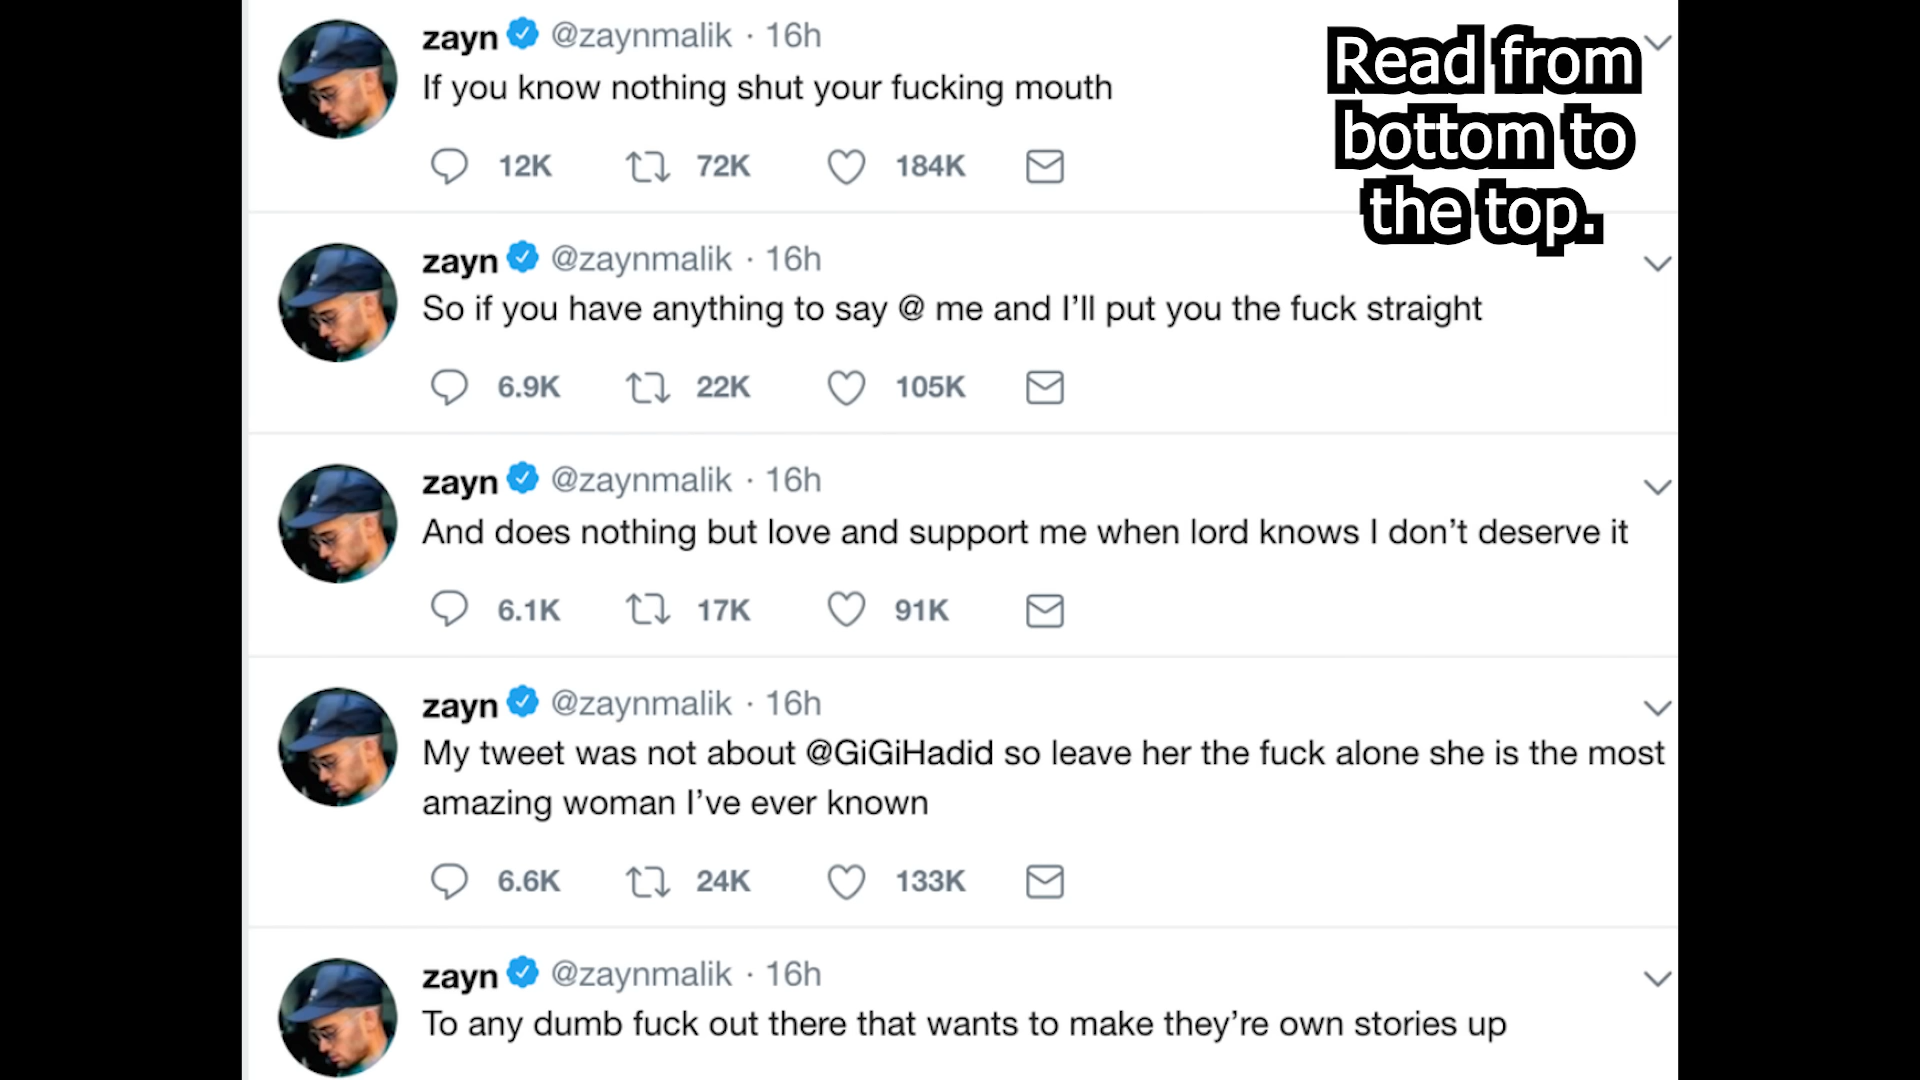 zayn @zaynmalik · 16h
If you know nothing shut your fucking mouth
12K 72K 184K
Read from
bottom to
the top.
zayn @zaynmalik · 16h
So if you have anything to say @ me and I’ll put you the fuck straight
6.9K 22K 105K
zayn @zaynmalik · 16h
And does nothing but love and support me when lord knows I don’t deserve it
6.1K 17K 91K
zayn @zaynmalik · 16h
My tweet was not about @GiGiHadid so leave her the fuck alone she is the most
amazing woman I’ve ever known
6.6K 24K 133K
zayn @zaynmalik · 16h
To any dumb fuck out there that wants to make they’re own stories up